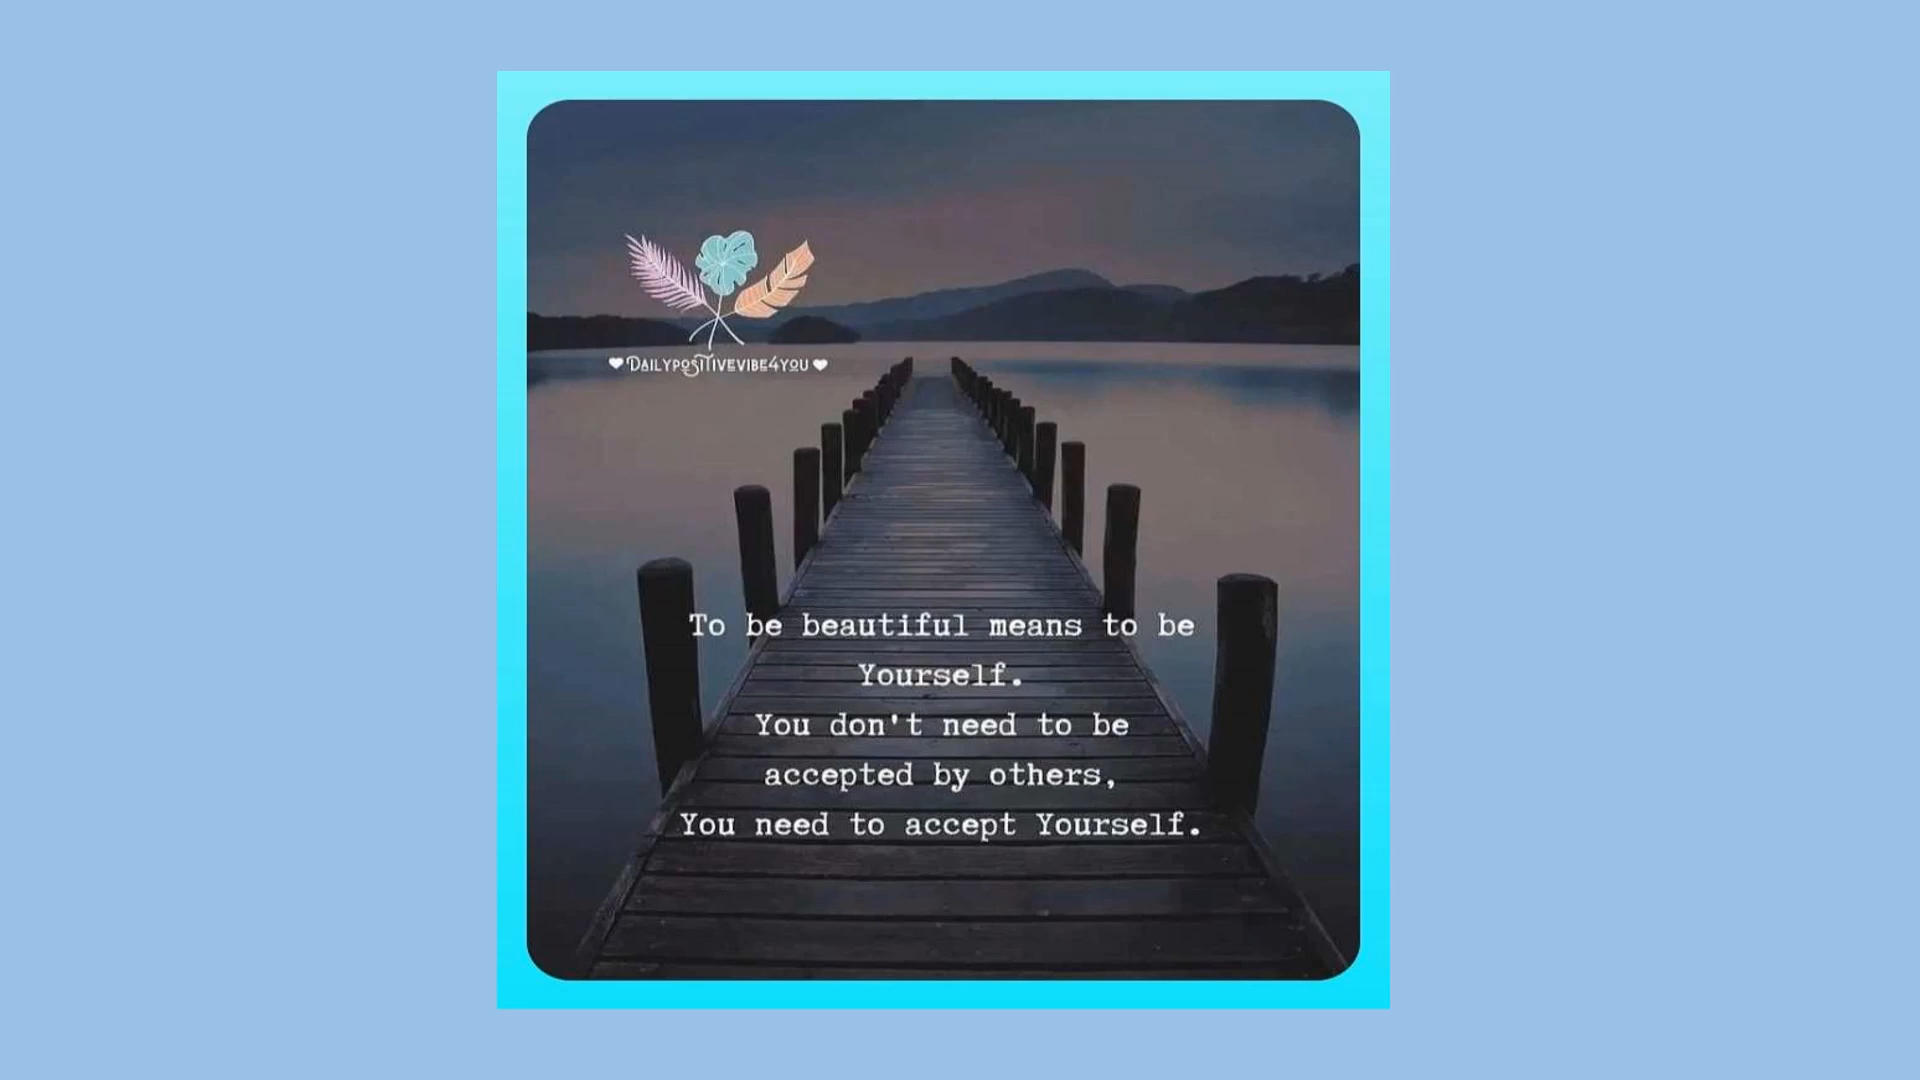 DAILYPOSITIVEVIBE4YOU
To be beautiful means to be
Yourself.
You don't need to be
accepted by others,
You need to accept Yourself.